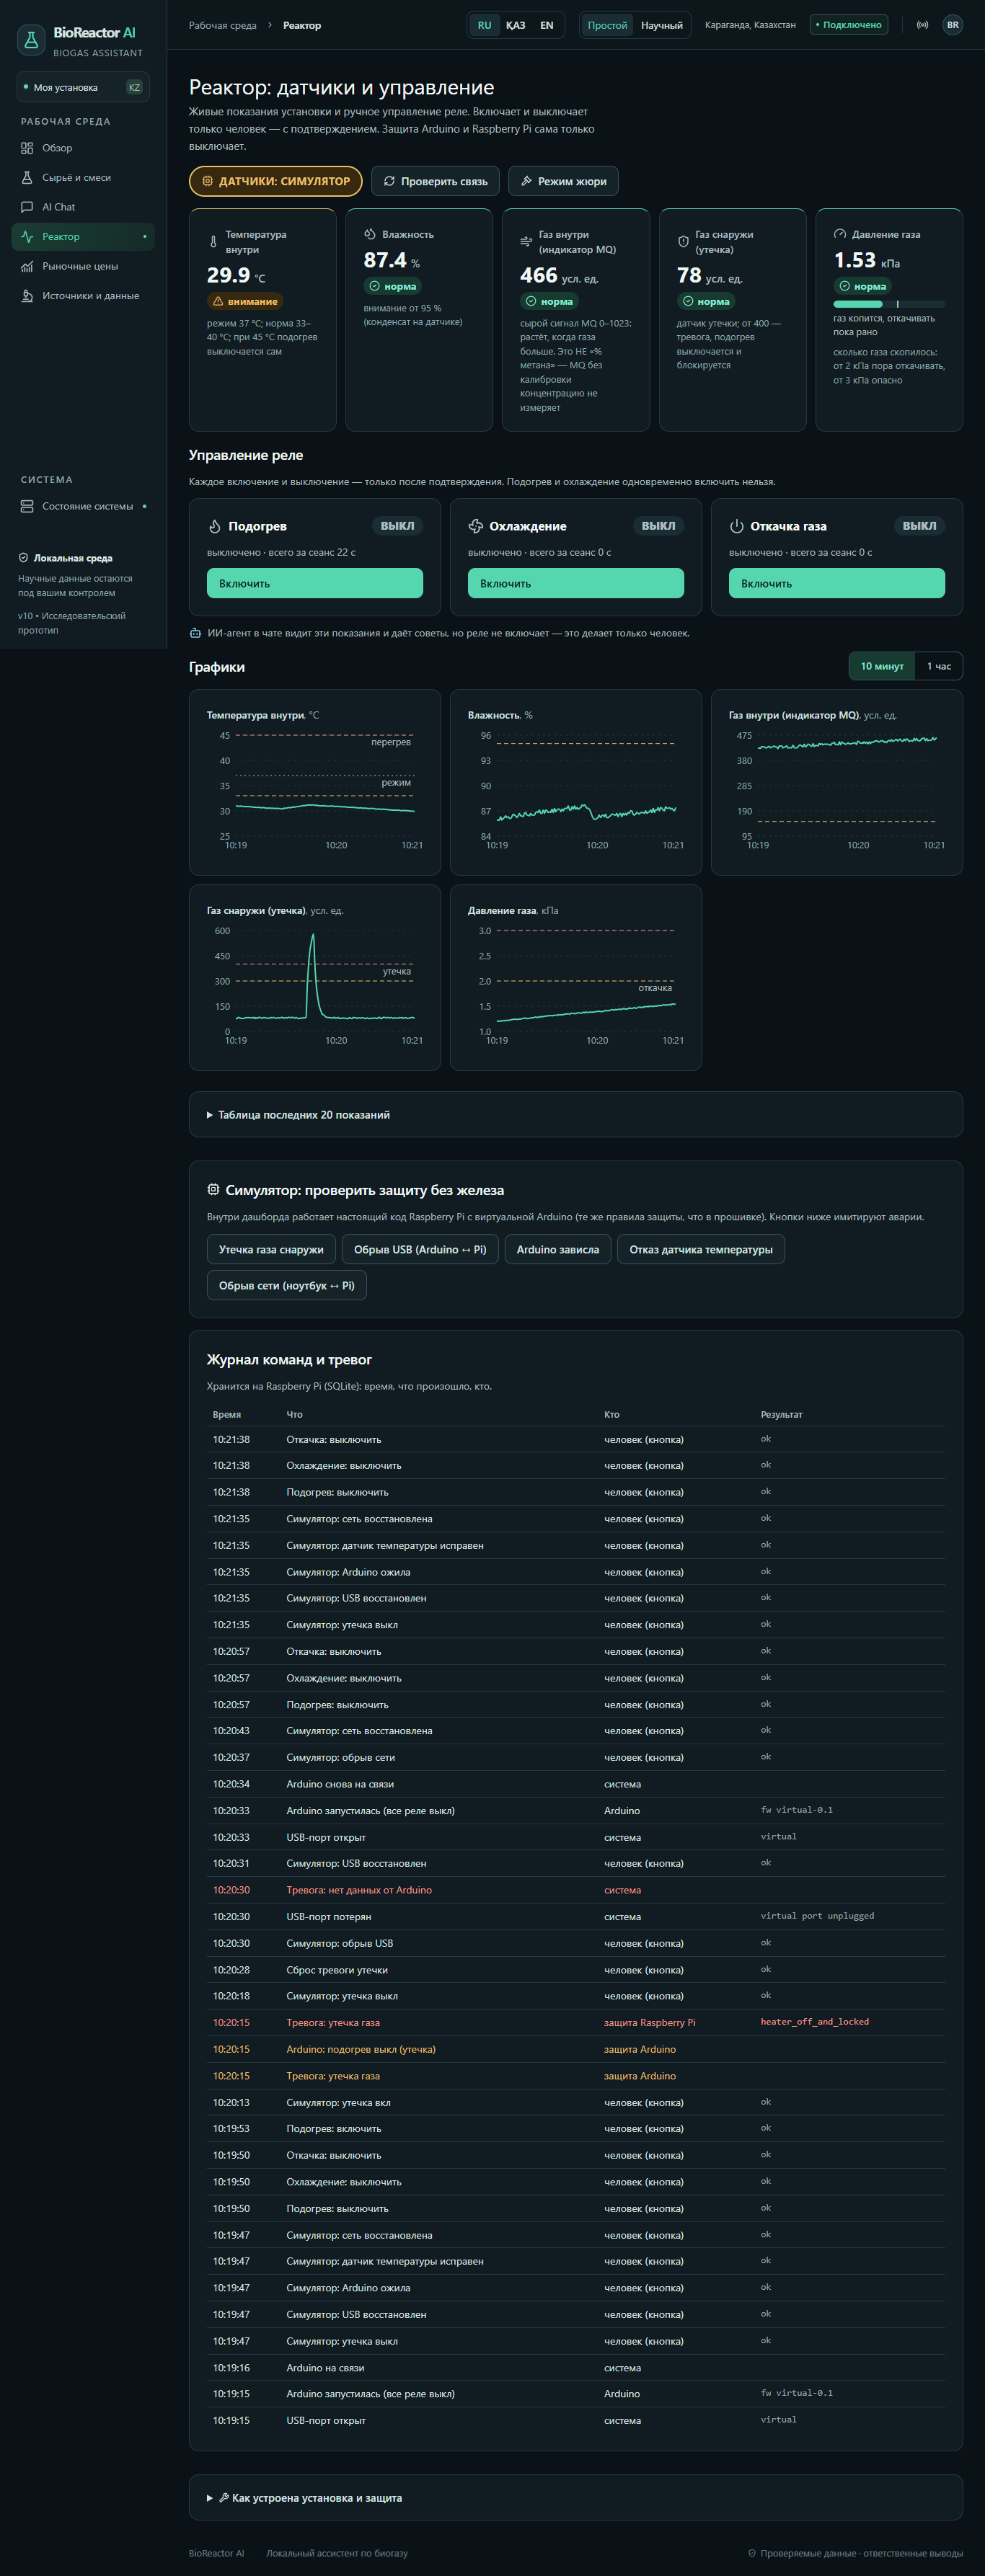 BioReactor AI
BIOGAS ASSISTANT
Моя установка KZ
РАБОЧАЯ СРЕДА
Обзор
Сырьё и смеси
AI Chat
Реактор
Рыночные цены
Источники и данные
СИСТЕМА
Состояние системы
Локальная среда
Научные данные остаются
под вашим контролем
v10 • Исследовательский
прототип
Рабочая среда > Реактор
RU ҚАЗ EN
Простой Научный
Караганда, Казахстан
Подключено
BR
Реактор: датчики и управление
Живые показания установки и ручное управление реле. Включает и выключает
только человек — с подтверждением. Защита Arduino и Raspberry Pi сама только
выключает.
ДАТЧИКИ: СИМУЛЯТОР
Проверить связь
Режим жюри
Температура
внутри
29.9 °C
внимание
режим 37 °C; норма 33–
40 °C; при 45 °C подогрев
выключается сам
Влажность
87.4 %
норма
внимание от 95 %
(конденсат на датчике)
Газ внутри
(индикатор MQ)
466 усл. ед.
норма
сырой сигнал MQ 0–1023:
растёт, когда газа
больше. Это НЕ «%
метана» — MQ без
калибровки
концентрацию не
измеряет
Газ снаружи
(утечка)
78 усл. ед.
норма
датчик утечки; от 400 —
тревога, подогрев
выключается и
блокируется
Давление газа
1.53 кПа
норма
газ копится, откачивать
пока рано
сколько газа скопилось:
от 2 кПа пора откачивать,
от 3 кПа опасно
Управление реле
Каждое включение и выключение — только после подтверждения. Подогрев и охлаждение одновременно включить нельзя.
Подогрев ВЫКЛ
выключено · всего за сеанс 22 с
Включить
Охлаждение ВЫКЛ
выключено · всего за сеанс 0 с
Включить
Откачка газа ВЫКЛ
выключено · всего за сеанс 0 с
Включить
ИИ-агент в чате видит эти показания и даёт советы, но реле не включает — это делает только человек.
Графики
10 минут 1 час
Температура внутри, °C
45
перегрев
40
35
режим
30
25
10:19 10:20 10:21
Влажность, %
96
93
90
87
84
10:19 10:20 10:21
Газ внутри (индикатор MQ), усл. ед.
475
380
285
190
95
10:19 10:20 10:21
Газ снаружи (утечка), усл. ед.
600
450
утечка
300
150
0
10:19 10:20 10:21
Давление газа, кПа
3.0
2.5
2.0
откачка
1.5
1.0
10:19 10:20 10:21
Таблица последних 20 показаний
Симулятор: проверить защиту без железа
Внутри дашборда работает настоящий код Raspberry Pi с виртуальной Arduino (те же правила защиты, что в прошивке). Кнопки ниже имитируют аварии.
Утечка газа снаружи
Обрыв USB (Arduino ↔ Pi)
Arduino зависла
Отказ датчика температуры
Обрыв сети (ноутбук ↔ Pi)
Журнал команд и тревог
Хранится на Raspberry Pi (SQLite): время, что произошло, кто.
Время Что Кто Результат
10:21:38 Откачка: выключить человек (кнопка) ok
10:21:38 Охлаждение: выключить человек (кнопка) ok
10:21:38 Подогрев: выключить человек (кнопка) ok
10:21:35 Симулятор: сеть восстановлена человек (кнопка) ok
10:21:35 Симулятор: датчик температуры исправен человек (кнопка) ok
10:21:35 Симулятор: Arduino ожила человек (кнопка) ok
10:21:35 Симулятор: USB восстановлен человек (кнопка) ok
10:21:35 Симулятор: утечка выкл человек (кнопка) ok
10:20:57 Откачка: выключить человек (кнопка) ok
10:20:57 Охлаждение: выключить человек (кнопка) ok
10:20:57 Подогрев: выключить человек (кнопка) ok
10:20:43 Симулятор: сеть восстановлена человек (кнопка) ok
10:20:37 Симулятор: обрыв сети человек (кнопка) ok
10:20:34 Arduino снова на связи система
10:20:33 Arduino запустилась (все реле выкл) Arduino fw virtual-0.1
10:20:33 USB-порт открыт система virtual
10:20:31 Симулятор: USB восстановлен человек (кнопка) ok
10:20:30 Тревога: нет данных от Arduino система
10:20:30 USB-порт потерян система virtual port unplugged
10:20:30 Симулятор: обрыв USB человек (кнопка) ok
10:20:28 Сброс тревоги утечки человек (кнопка) ok
10:20:18 Симулятор: утечка выкл человек (кнопка) ok
10:20:15 Тревога: утечка газа защита Raspberry Pi heater_off_and_locked
10:20:15 Arduino: подогрев выкл (утечка) защита Arduino
10:20:15 Тревога: утечка газа защита Arduino
10:20:13 Симулятор: утечка вкл человек (кнопка) ok
10:19:53 Подогрев: включить человек (кнопка) ok
10:19:50 Откачка: выключить человек (кнопка) ok
10:19:50 Охлаждение: выключить человек (кнопка) ok
10:19:50 Подогрев: выключить человек (кнопка) ok
10:19:47 Симулятор: сеть восстановлена человек (кнопка) ok
10:19:47 Симулятор: датчик температуры исправен человек (кнопка) ok
10:19:47 Симулятор: Arduino ожила человек (кнопка) ok
10:19:47 Симулятор: USB восстановлен человек (кнопка) ok
10:19:47 Симулятор: утечка выкл человек (кнопка) ok
10:19:16 Arduino на связи система
10:19:15 Arduino запустилась (все реле выкл) Arduino fw virtual-0.1
10:19:15 USB-порт открыт система virtual
Как устроена установка и защита
BioReactor AI Локальный ассистент по биогазу Проверяемые данные · ответственные выводы